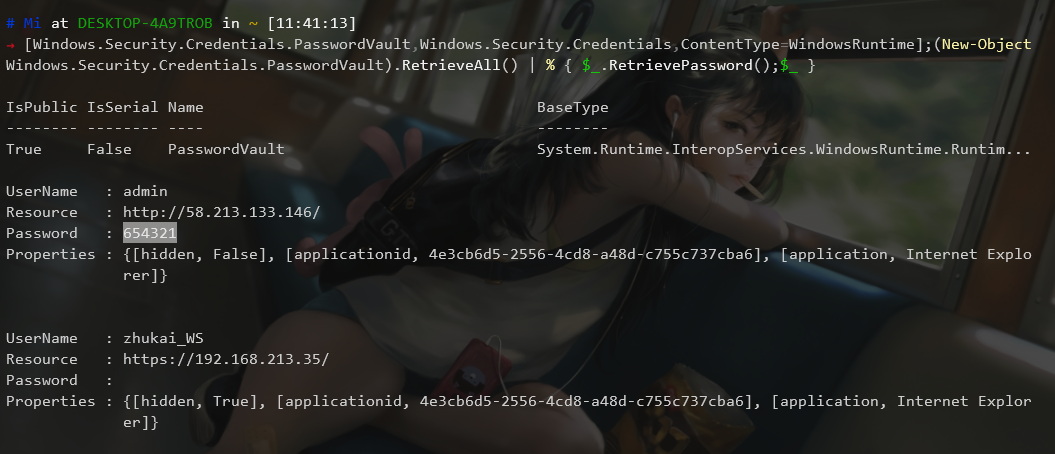 # Mi at DESKTOP-4A9TROB in ~ [11:41:13]
→ [Windows.Security.Credentials.PasswordVault,Windows.Security.Credentials,ContentType=WindowsRuntime];(New-Object
Windows.Security.Credentials.PasswordVault).RetrieveAll() | % { $_.RetrievePassword();$_ }
IsPublic IsSerial Name BaseType
-------- -------- ---- --------
True False PasswordVault System.Runtime.InteropServices.WindowsRuntime.Runtim...
UserName : admin
Resource : http://58.213.133.146/
Password : 654321
Properties : {[hidden, False], [applicationid, 4e3cb6d5-2556-4cd8-a48d-c755c737cba6], [application, Internet Explo
rer]}
UserName : zhukai_WS
Resource : https://192.168.213.35/
Password :
Properties : {[hidden, True], [applicationid, 4e3cb6d5-2556-4cd8-a48d-c755c737cba6], [application, Internet Explor
er]}